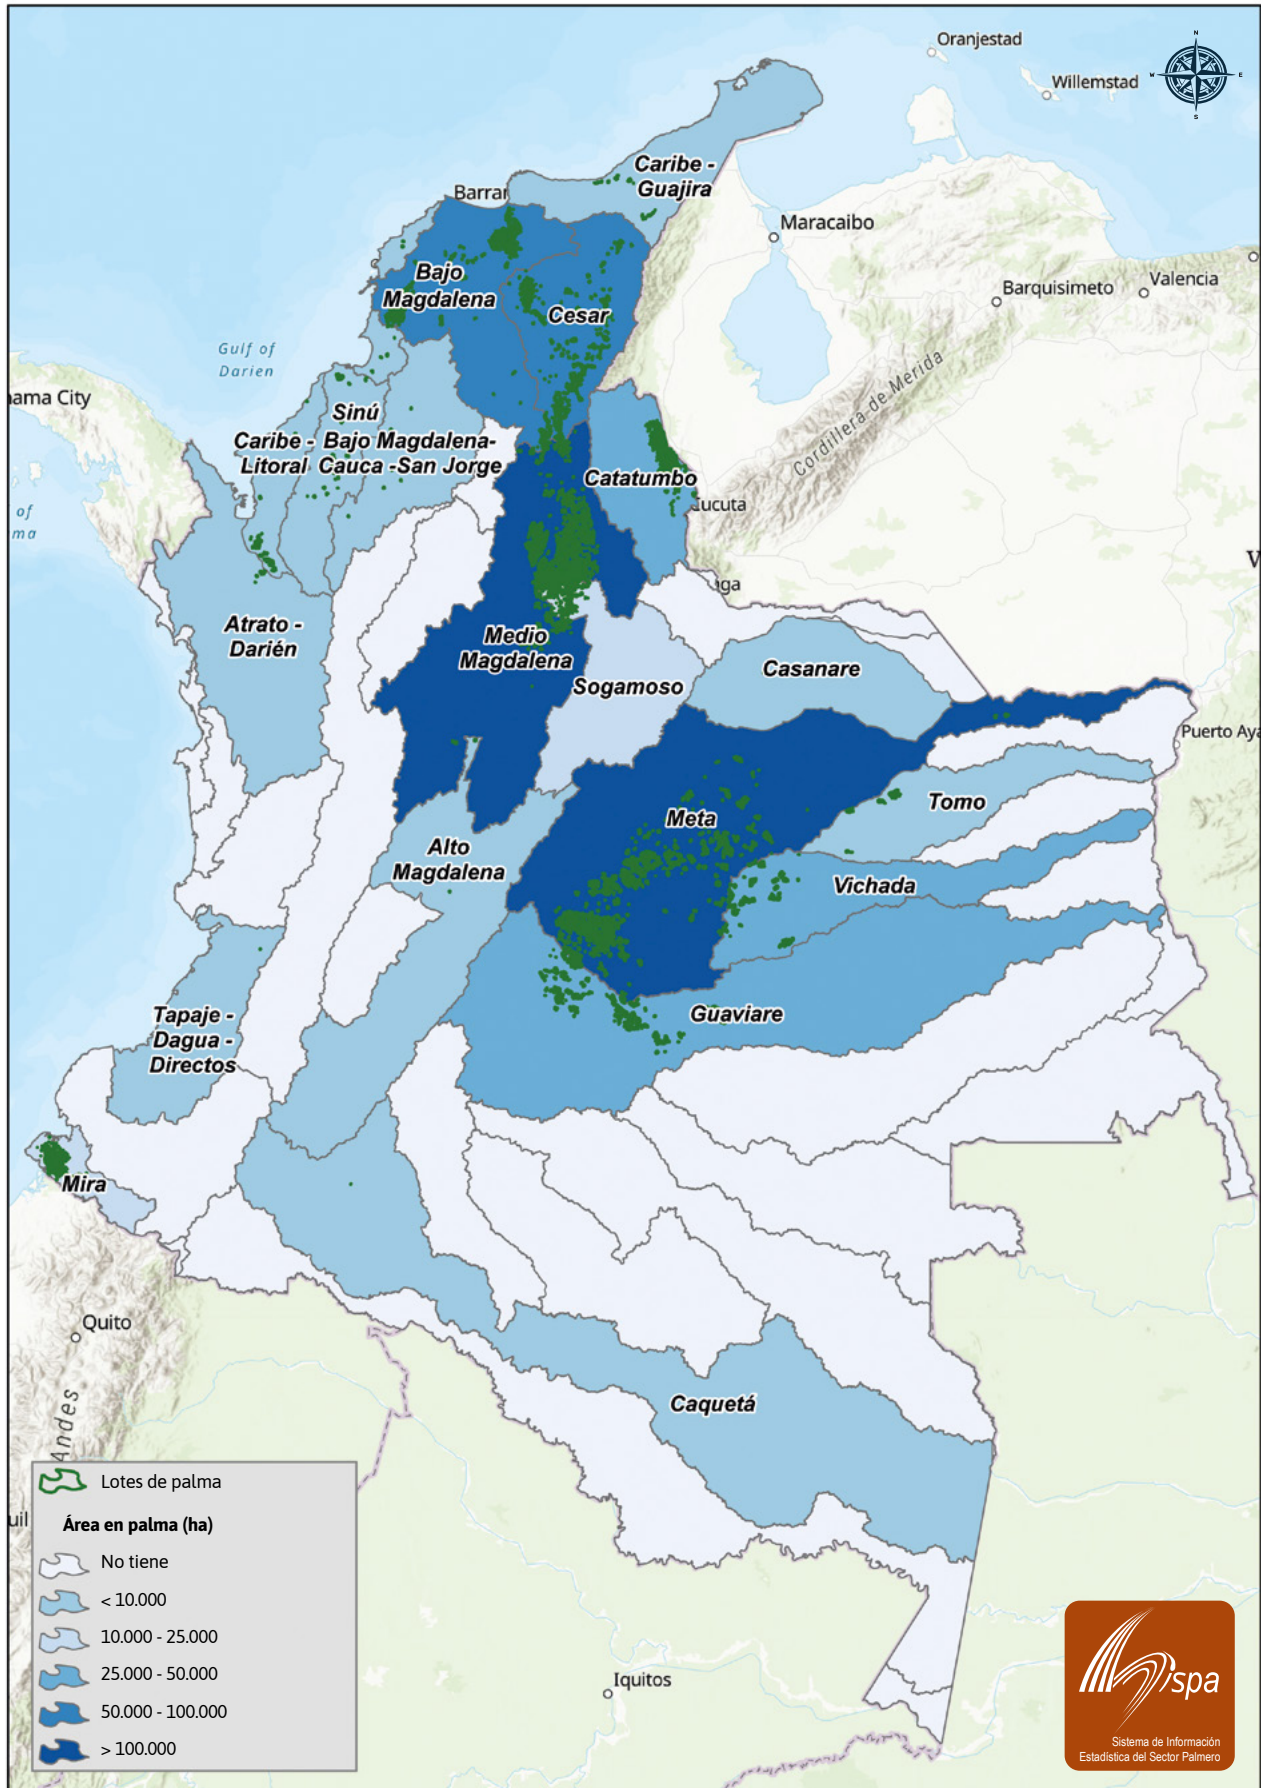 Oranjestad
Willemstad
N
W
E
S
Caribe -
Guajira
Barran
Maracaibo
Barquisimeto
Valencia
Bajo
Magdalena
Cesar
Gulf of
Darien
ama City
Cordillera de Merida
Sinú
Caribe -
Litoral
Bajo Magdalena-
Cauca -San Jorge
Catatumbo
Cucuta
of
ma
V
ga
Atrato -
Darién
Medio
Magdalena
Sogamoso
Casanare
Puerto Aya
Tomo
Meta
Alto
Magdalena
Vichada
Guaviare
Tapaje -
Dagua -
Directos
Mira
Quito
Andes
Caquetá
uil
Iquitos
Lotes de palma
Área en palma (ha)
No tiene
< 10.000
10.000 - 25.000
25.000 - 50.000
50.000 - 100.000
> 100.000
Sispa
Sistema de Información
Estadística del Sector Palmero